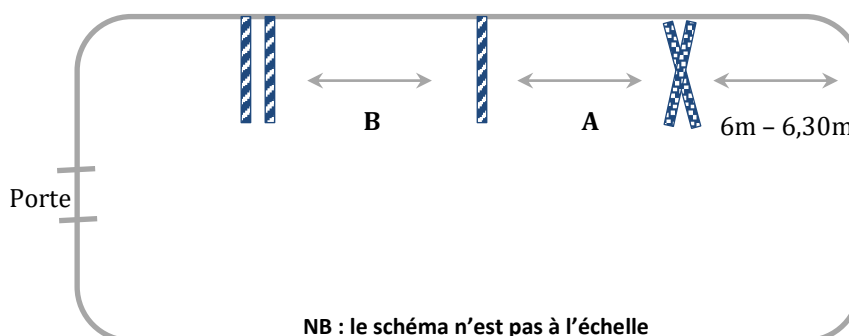 B
A
6m – 6,30m
Porte
NB : le schéma n'est pas à l'échelle